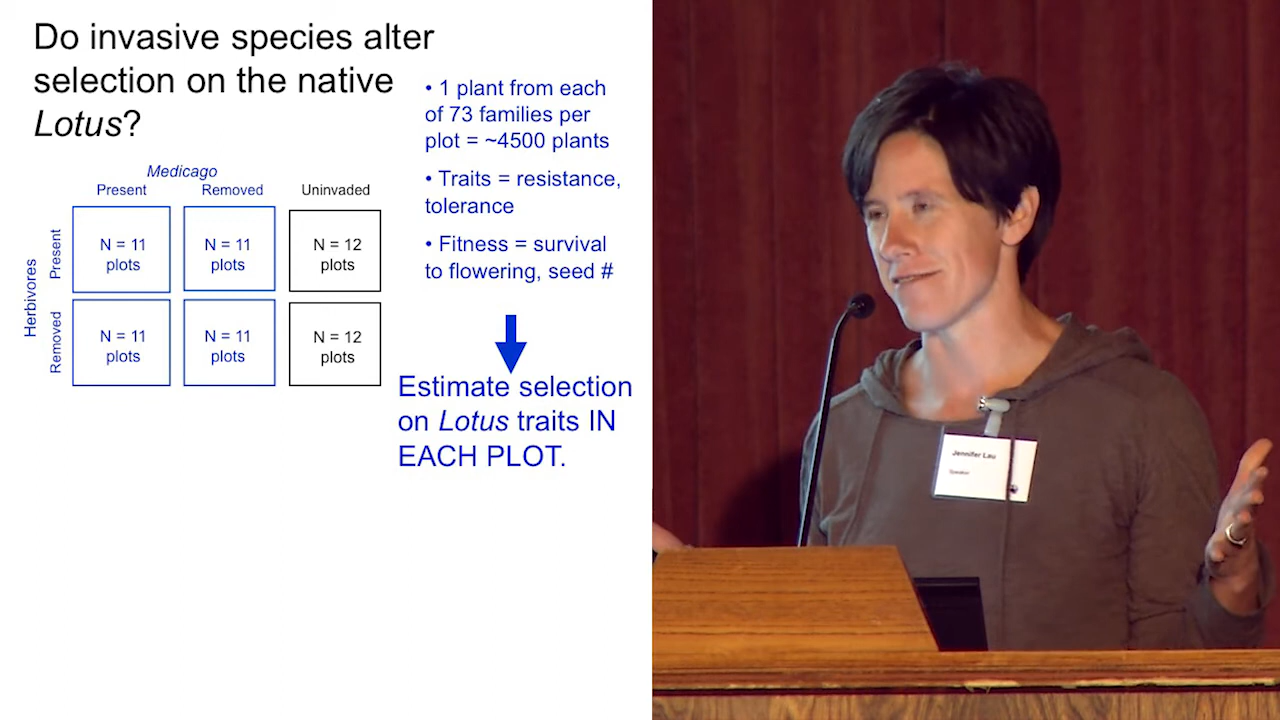 Do invasive species alter
selection on the native
Lotus?
• 1 plant from each
of 73 families per
plot = ~4500 plants
• Traits = resistance,
tolerance
• Fitness = survival
to flowering, seed #
Medicago
Present Removed Uninvaded
Herbivores
Present
N = 11
plots
N = 11
plots
N = 12
plots
Removed
N = 11
plots
N = 11
plots
N = 12
plots
Estimate selection
on Lotus traits IN
EACH PLOT.
Jennifer Lau
Speaker